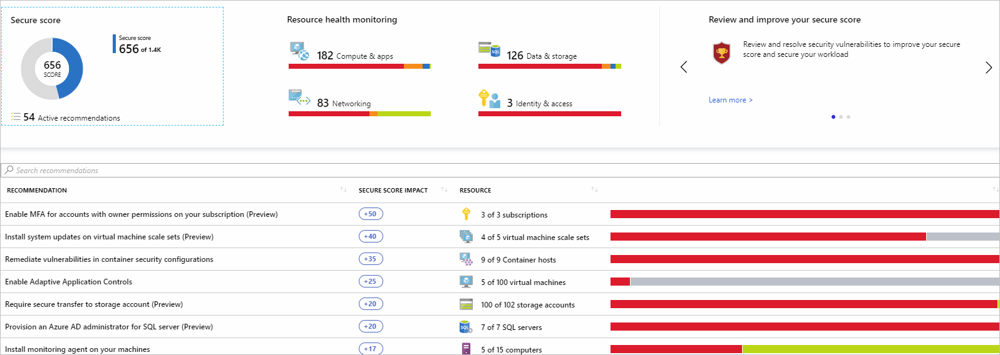 Secure score
656
SCORE
Secure score
656 of 1.4K
54 Active recommendations
Resource health monitoring
182 Compute & apps
126 Data & storage
SQL
83 Networking
3 Identity & access
Review and improve your secure score
Review and resolve security vulnerabilities to improve your secure
score and secure your workload
Learn more >
Search recommendations
RECOMMENDATION SECURE SCORE IMPACT RESOURCE
Enable MFA for accounts with owner permissions on your subscription (Preview) +50 3 of 3 subscriptions
Install system updates on virtual machine scale sets (Preview) +40 4 of 5 virtual machine scale sets
Remediate vulnerabilities in container security configurations +35 9 of 9 Container hosts
Enable Adaptive Application Controls +25 5 of 100 virtual machines
Require secure transfer to storage account (Preview) +20 100 of 102 storage accounts
Provision an Azure AD administrator for SQL server (Preview) +20 SQL 7 of 7 SQL servers
Install monitoring agent on your machines +17 5 of 15 computers